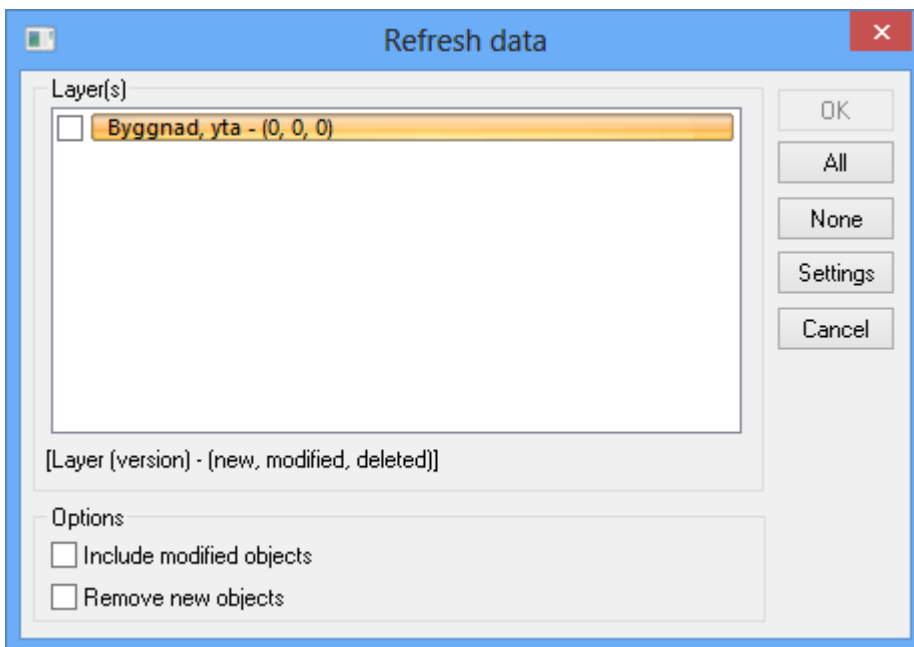 Refresh data
Layer(s)
Byggnad, yta - (0, 0, 0)
[Layer (version) - (new, modified, deleted)]
Options
Include modified objects
Remove new objects
OK
All
None
Settings
Cancel